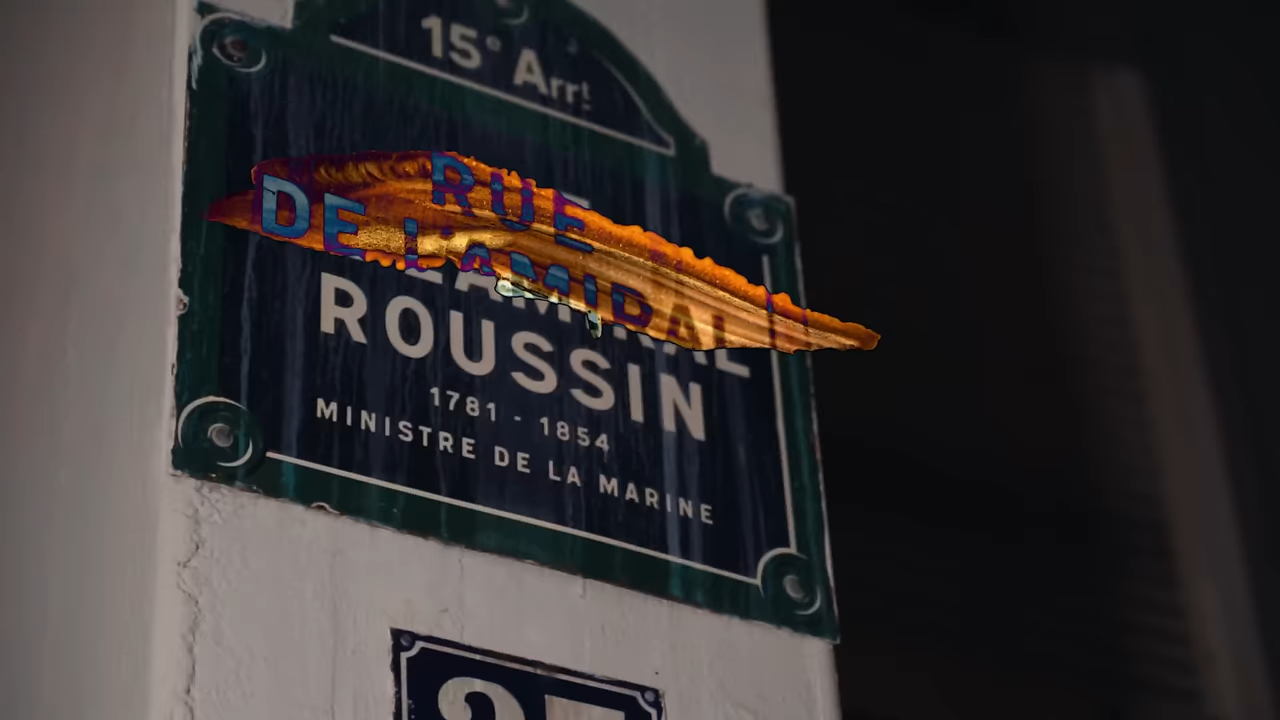 15e Arrt
RUE
DE L'AMIRAL
ROUSSIN
1781 - 1854
MINISTRE DE LA MARINE